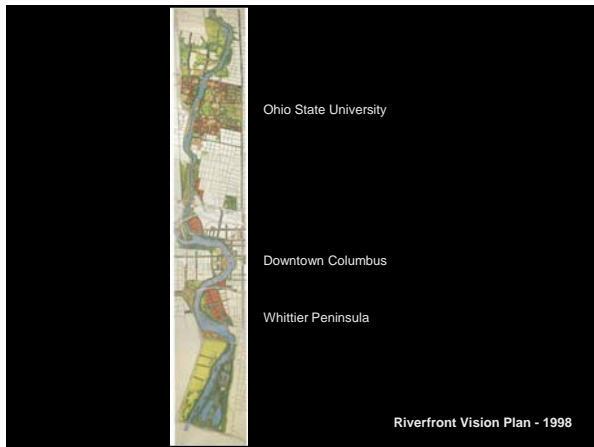 Ohio State University
Downtown Columbus
Whittier Peninsula
Riverfront Vision Plan - 1998